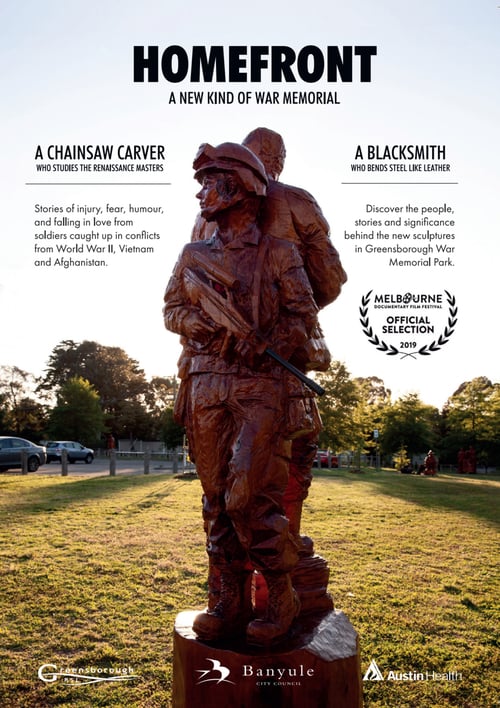 HOMEFRONT
A NEW KIND OF WAR MEMORIAL
A CHAINSAW CARVER
WHO STUDIES THE RENAISSANCE MASTERS
Stories of injury, fear, humour,
and falling in love from
soldiers caught up in conflicts
from World War II, Vietnam
and Afghanistan.
A BLACKSMITH
WHO BENDS STEEL LIKE LEATHER
Discover the people,
stories and significance
behind the new sculptures
in Greensborough War
Memorial Park.
MELBOURNE
DOCUMENTARY FILM FESTIVAL
OFFICIAL
SELECTION
2019
Greensborough
Banyule
CITY COUNCIL
Austin Health